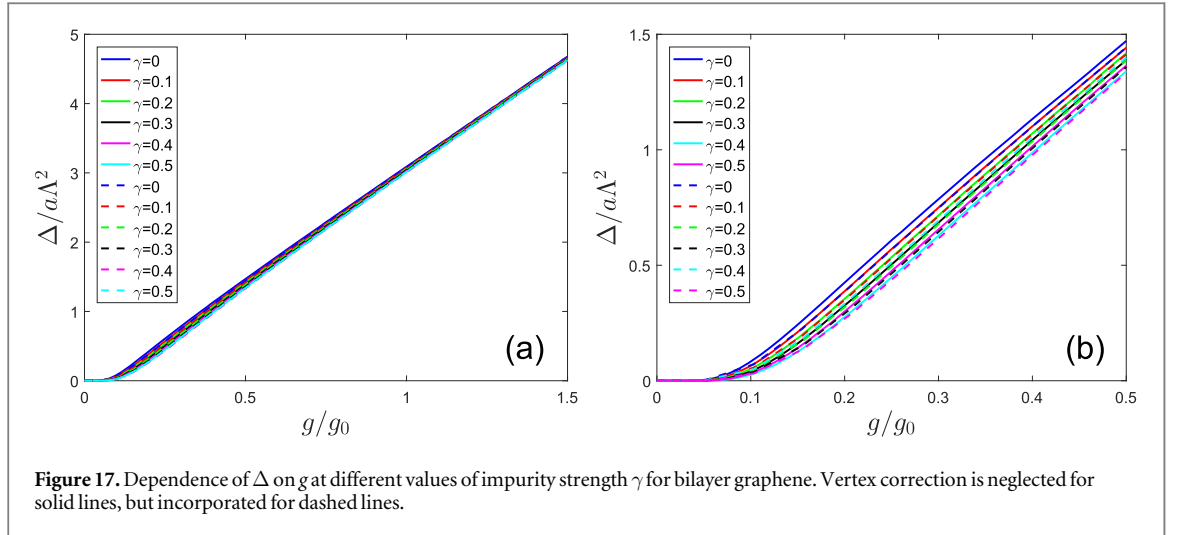 5
4
3
2
1
0
Δ/aΛ²
γ=0
γ=0.1
γ=0.2
γ=0.3
γ=0.4
γ=0.5
γ=0
γ=0.1
γ=0.2
γ=0.3
γ=0.4
γ=0.5
(a)
0 0.5 1 1.5
g/g₀
1.5
1
0.5
0
Δ/aΛ²
γ=0
γ=0.1
γ=0.2
γ=0.3
γ=0.4
γ=0.5
γ=0
γ=0.1
γ=0.2
γ=0.3
γ=0.4
γ=0.5
(b)
0 0.1 0.2 0.3 0.4 0.5
g/g₀
Figure 17. Dependence of Δ on g at different values of impurity strength γ for bilayer graphene. Vertex correction is neglected for
solid lines, but incorporated for dashed lines.